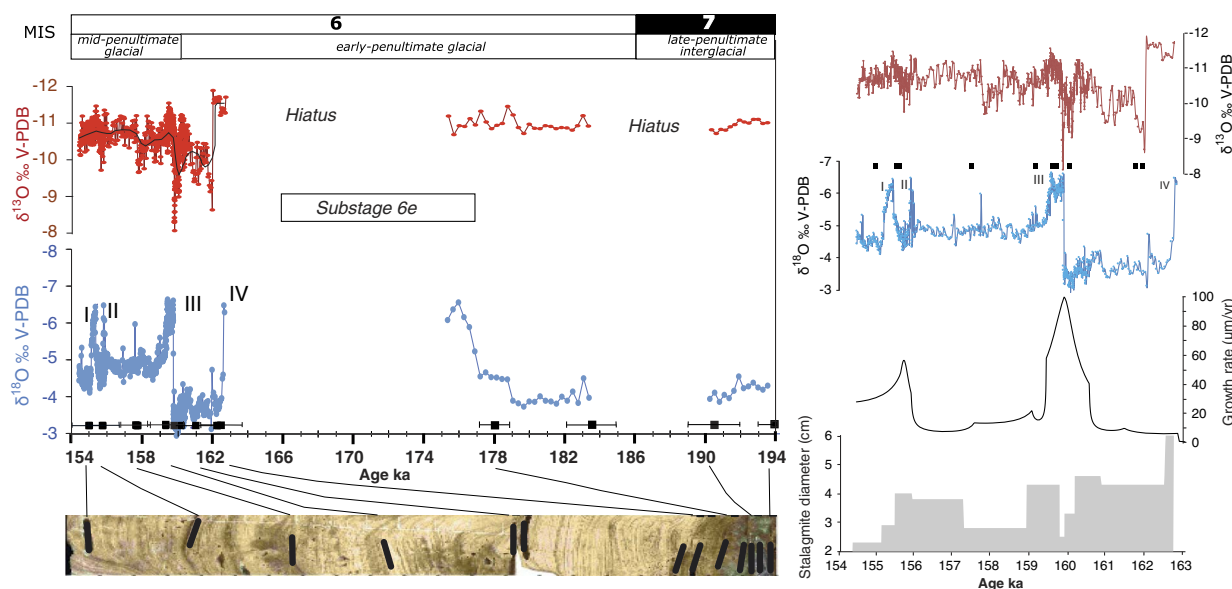 MIS
6
7
mid-penultimate
glacial
early-penultimate glacial
late-penultimate
interglacial
δ13O ‰ V-PDB
-12
-11
-10
-9
-8
Hiatus
Hiatus
Substage 6e
δ18O ‰ V-PDB
-8
-7
-6
-5
-4
-3
I
II
III
IV
154
158
162
166
170
174
178
182
186
190
194
Age ka
-12
-11
-10
-9
-8
δ13O ‰ V-PDB
δ18O ‰ V-PDB
-7
-6
-5
-4
-3
I
II
III
IV
100
80
60
40
20
0
Growth rate (um/yr)
Stalagmite diameter (cm)
6
5
4
3
2
154
155
156
157
158
159
160
161
162
163
Age ka